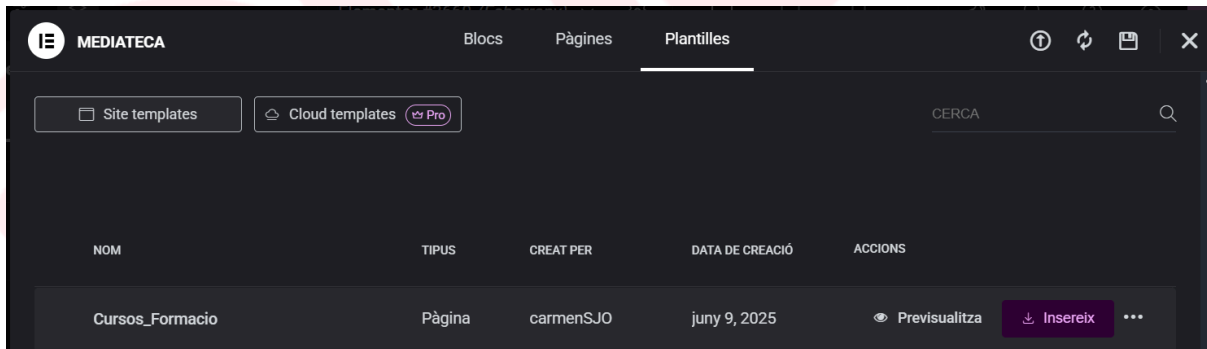 MEDIATECA Blocs Pàgines Plantilles
Site templates Cloud templates Pro CERCA
NOM TIPUS CREAT PER DATA DE CREACIÓ ACCIONS
Cursos_Formacio Pàgina carmenSJO juny 9, 2025 Previsualitza Insereix